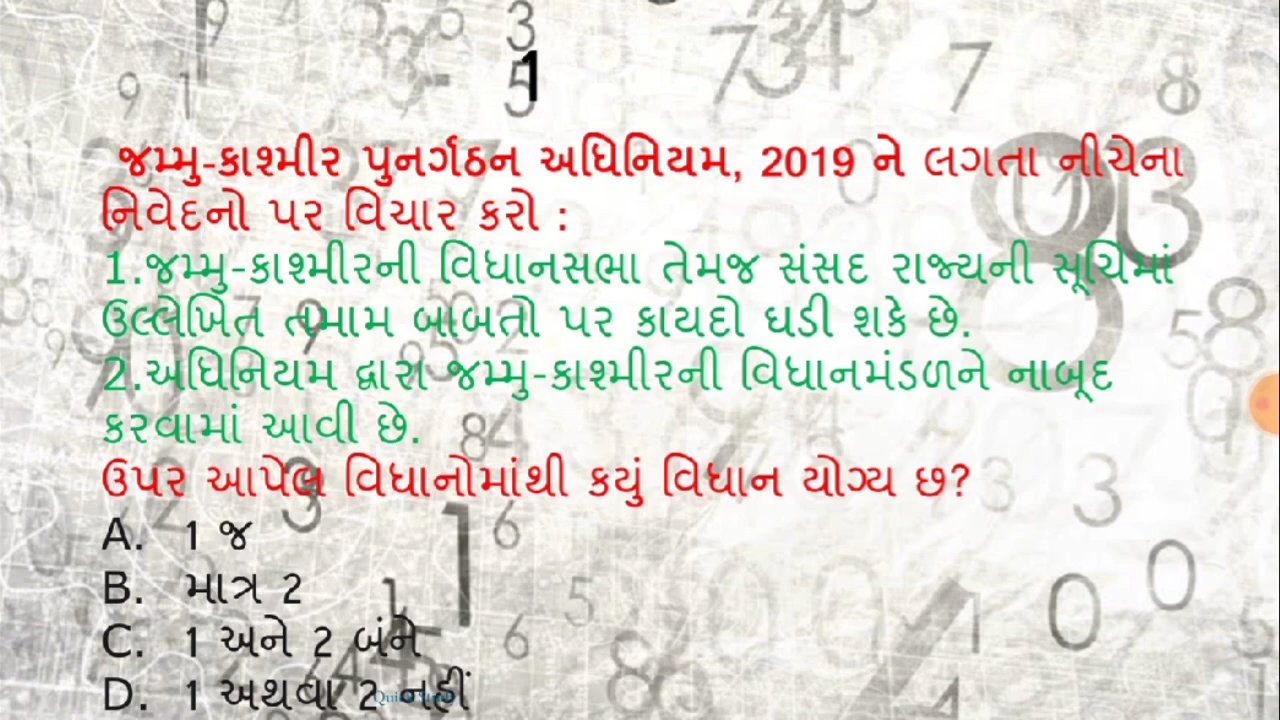 1
જમ્મુ-કાશ્મીર પુનર્ગઠન અધિનિયમ, 2019 ને લગતા નીચેના
નિવેદનો પર વિચાર કરો :
1.જમ્મુ-કાશ્મીરની વિધાનસભા તેમજ સંસદ રાજ્યની સૂચિમાં
ઉલ્લેખિત તમામ બાબતો પર કાયદો ઘડી શકે છે.
2.અધિનિયમ દ્વારા જમ્મુ-કાશ્મીરની વિધાનમંડળને નાબૂદ
કરવામાં આવી છે.
ઉપર આપેલ વિધાનોમાંથી કયું વિધાન યોગ્ય છ?
A. 1 જ
B. માત્ર 2
C. 1 અને 2 બંને
D. 1 અથવા 2 નહીં